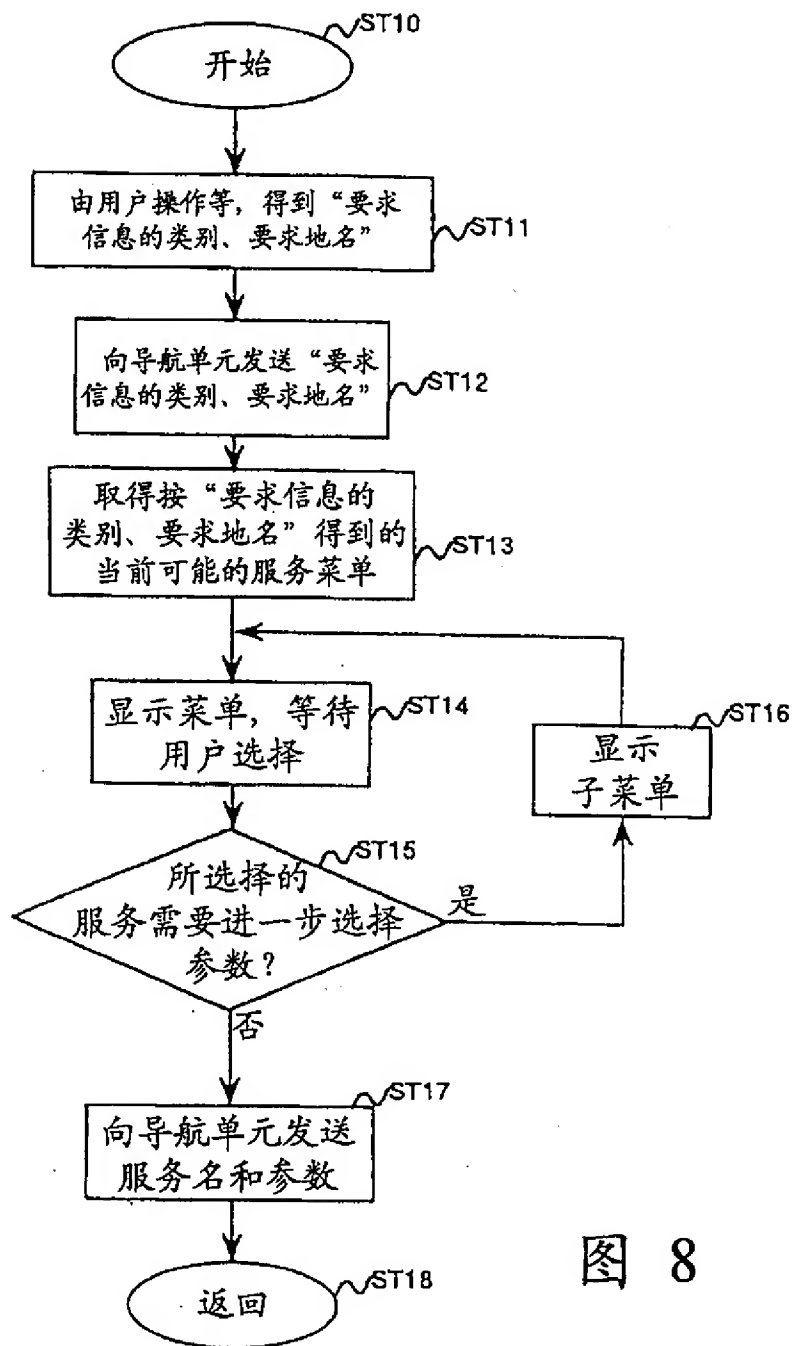 ST10
开始
由用户操作等，得到“要求
信息的类别、要求地名”
ST11
向导航单元发送“要求
信息的类别、要求地名”
ST12
取得按“要求信息的
类别、要求地名”得到的
当前可能的服务菜单
ST13
显示菜单，等待
用户选择
ST14
ST16
显示
子菜单
ST15
所选择的
服务需要进一步选择
参数？
是
否
ST17
向导航单元发送
服务名和参数
返回
ST18
图 8